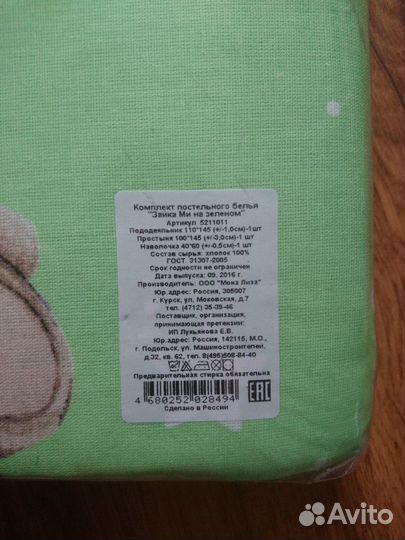 Комплект постельного белья
"Зайка Ми на зеленом"
Артикул 5211011
Пододеяльник 110*145 (+/-1,0см)-1шт
Простыня 100*145 (+/-3,0см)-1 шт
Наволочка 40*60 (+/-0,5см)-1 шт
Состав сырья: хлопок 100%
ГОСТ 31307-2005
Срок годности не ограничен
Дата выпуска: 09. 2016 г.
Производитель: ООО "Мона Лиза"
Юр.адрес: Россия, 305007
г. Курск, ул. Моковская, д.7
тел. (4712) 35-39-46
Поставщик, организация,
принимающая претензии:
ИП Лукьянова Е.В.
Юр.адрес: Россия, 142115, М.О.,
г. Подольск, ул. Машиностроителей,
д.32, кв. 62, тел. 8(495)508-84-40
Предварительная стирка обязательна
4 680252 028494
EAC
Сделано в России
Avito